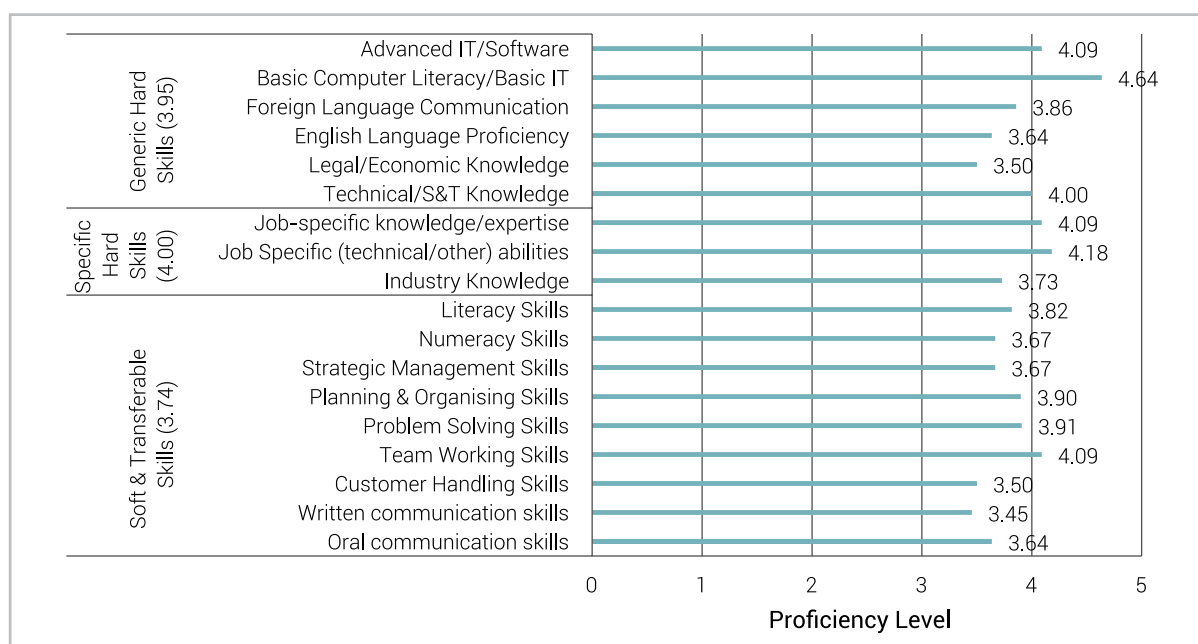 Generic Hard
Skills (3.95)
Advanced IT/Software 4.09
Basic Computer Literacy/Basic IT 4.64
Foreign Language Communication 3.86
English Language Proficiency 3.64
Legal/Economic Knowledge 3.50
Technical/S&T Knowledge 4.00
Specific
Hard
Skills
(4.00)
Job-specific knowledge/expertise 4.09
Job Specific (technical/other) abilities 4.18
Industry Knowledge 3.73
Soft & Transferable
Skills (3.74)
Literacy Skills 3.82
Numeracy Skills 3.67
Strategic Management Skills 3.67
Planning & Organising Skills 3.90
Problem Solving Skills 3.91
Team Working Skills 4.09
Customer Handling Skills 3.50
Written communication skills 3.45
Oral communication skills 3.64
0 1 2 3 4 5
Proficiency Level